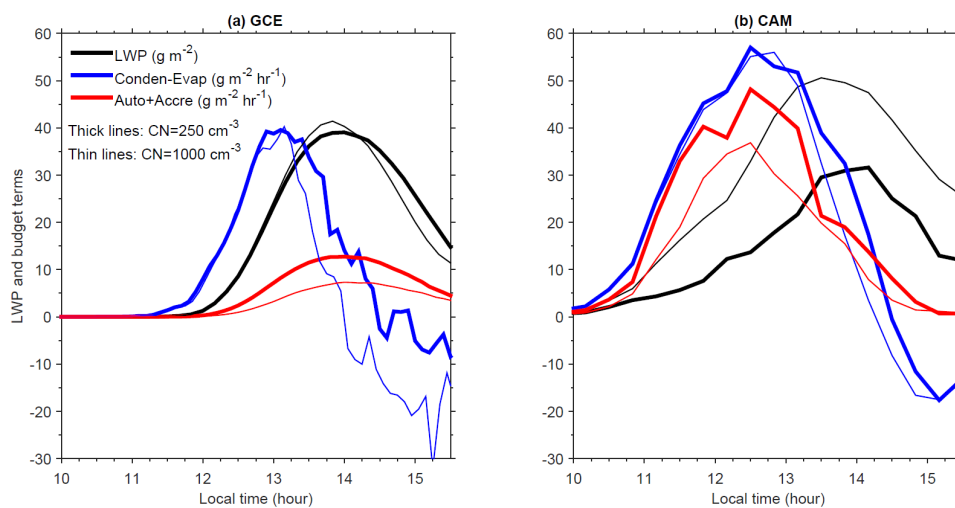 (a) GCE
LWP (g m⁻²)
Conden-Evap (g m⁻² hr⁻¹)
Auto+Accre (g m⁻² hr⁻¹)
Thick lines: CN=250 cm⁻³
Thin lines: CN=1000 cm⁻³
LWP and budget terms
60
50
40
30
20
10
0
-10
-20
-30
10 11 12 13 14 15
Local time (hour)
(b) CAM
60
50
40
30
20
10
0
-10
-20
-30
10 11 12 13 14 15
Local time (hour)